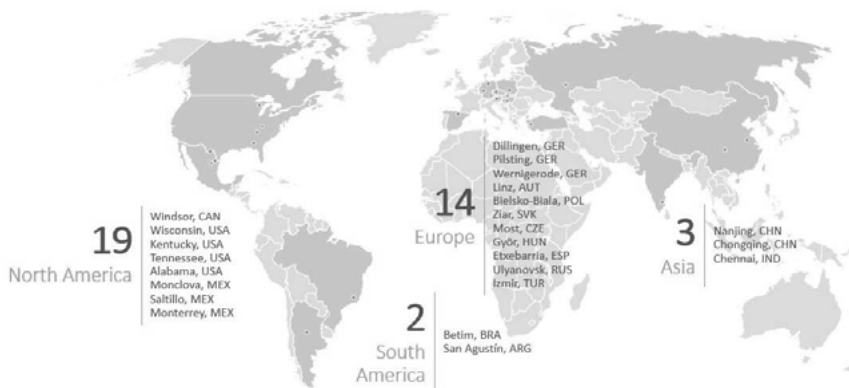 19
North America
Windsor, CAN
Wisconsin, USA
Kentucky, USA
Tennessee, USA
Alabama, USA
Monclova, MEX
Saltillo, MEX
Monterrey, MEX
2
South
America
Betim, BRA
San Agustín, ARG
14
Europe
Dillingen, GER
Pilsting, GER
Wernigerode, GER
Linz, AUT
Bielsko-Biala, POL
Ziar, SVK
Most, CZE
Győr, HUN
Etxebarria, ESP
Ulyanovsk, RUS
Izmir, TUR
3
Asia
Nanjing, CHN
Chongqing, CHN
Chennai, IND